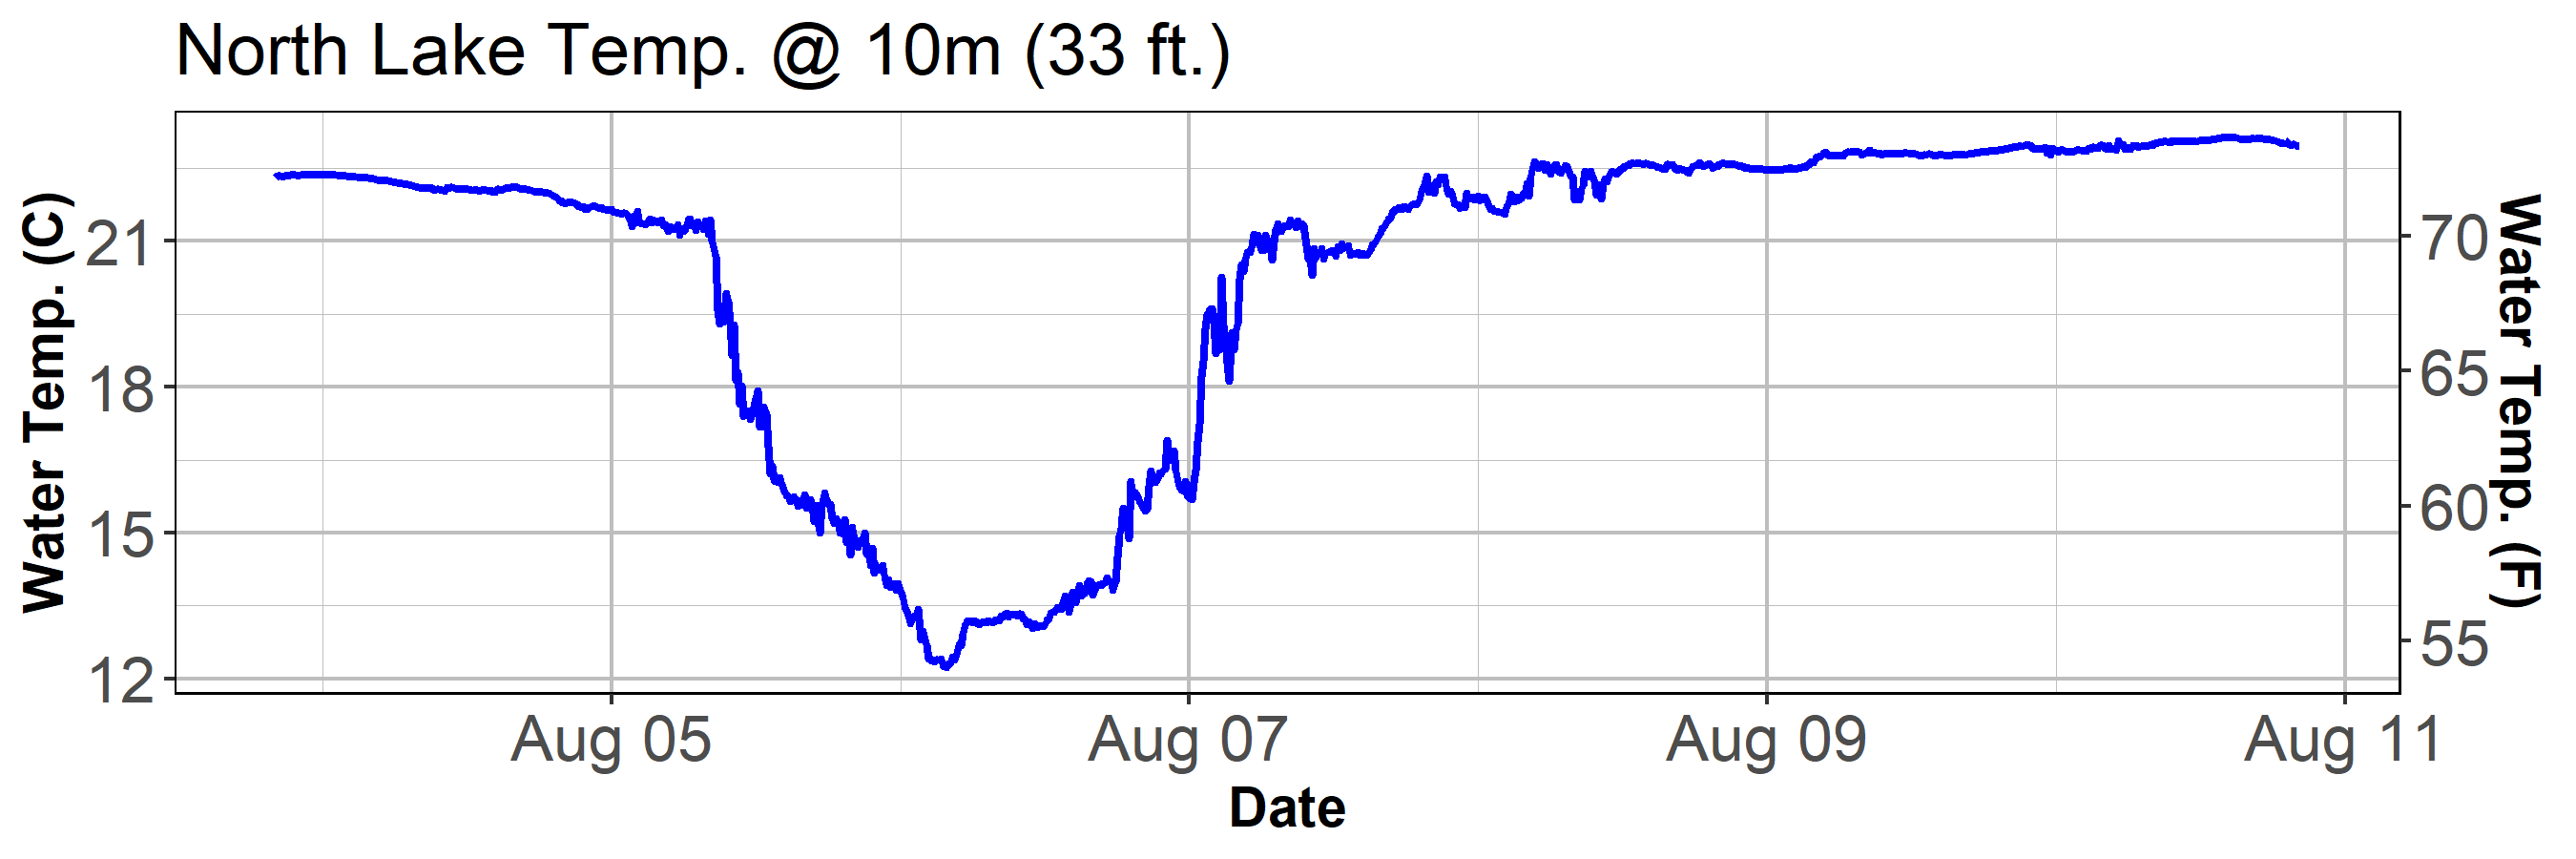 North Lake Temp. @ 10m (33 ft.)
Water Temp. (C)
21
18
15
12
70
65
60
55
Water Temp. (F)
Aug 05
Aug 07
Aug 09
Aug 11
Date